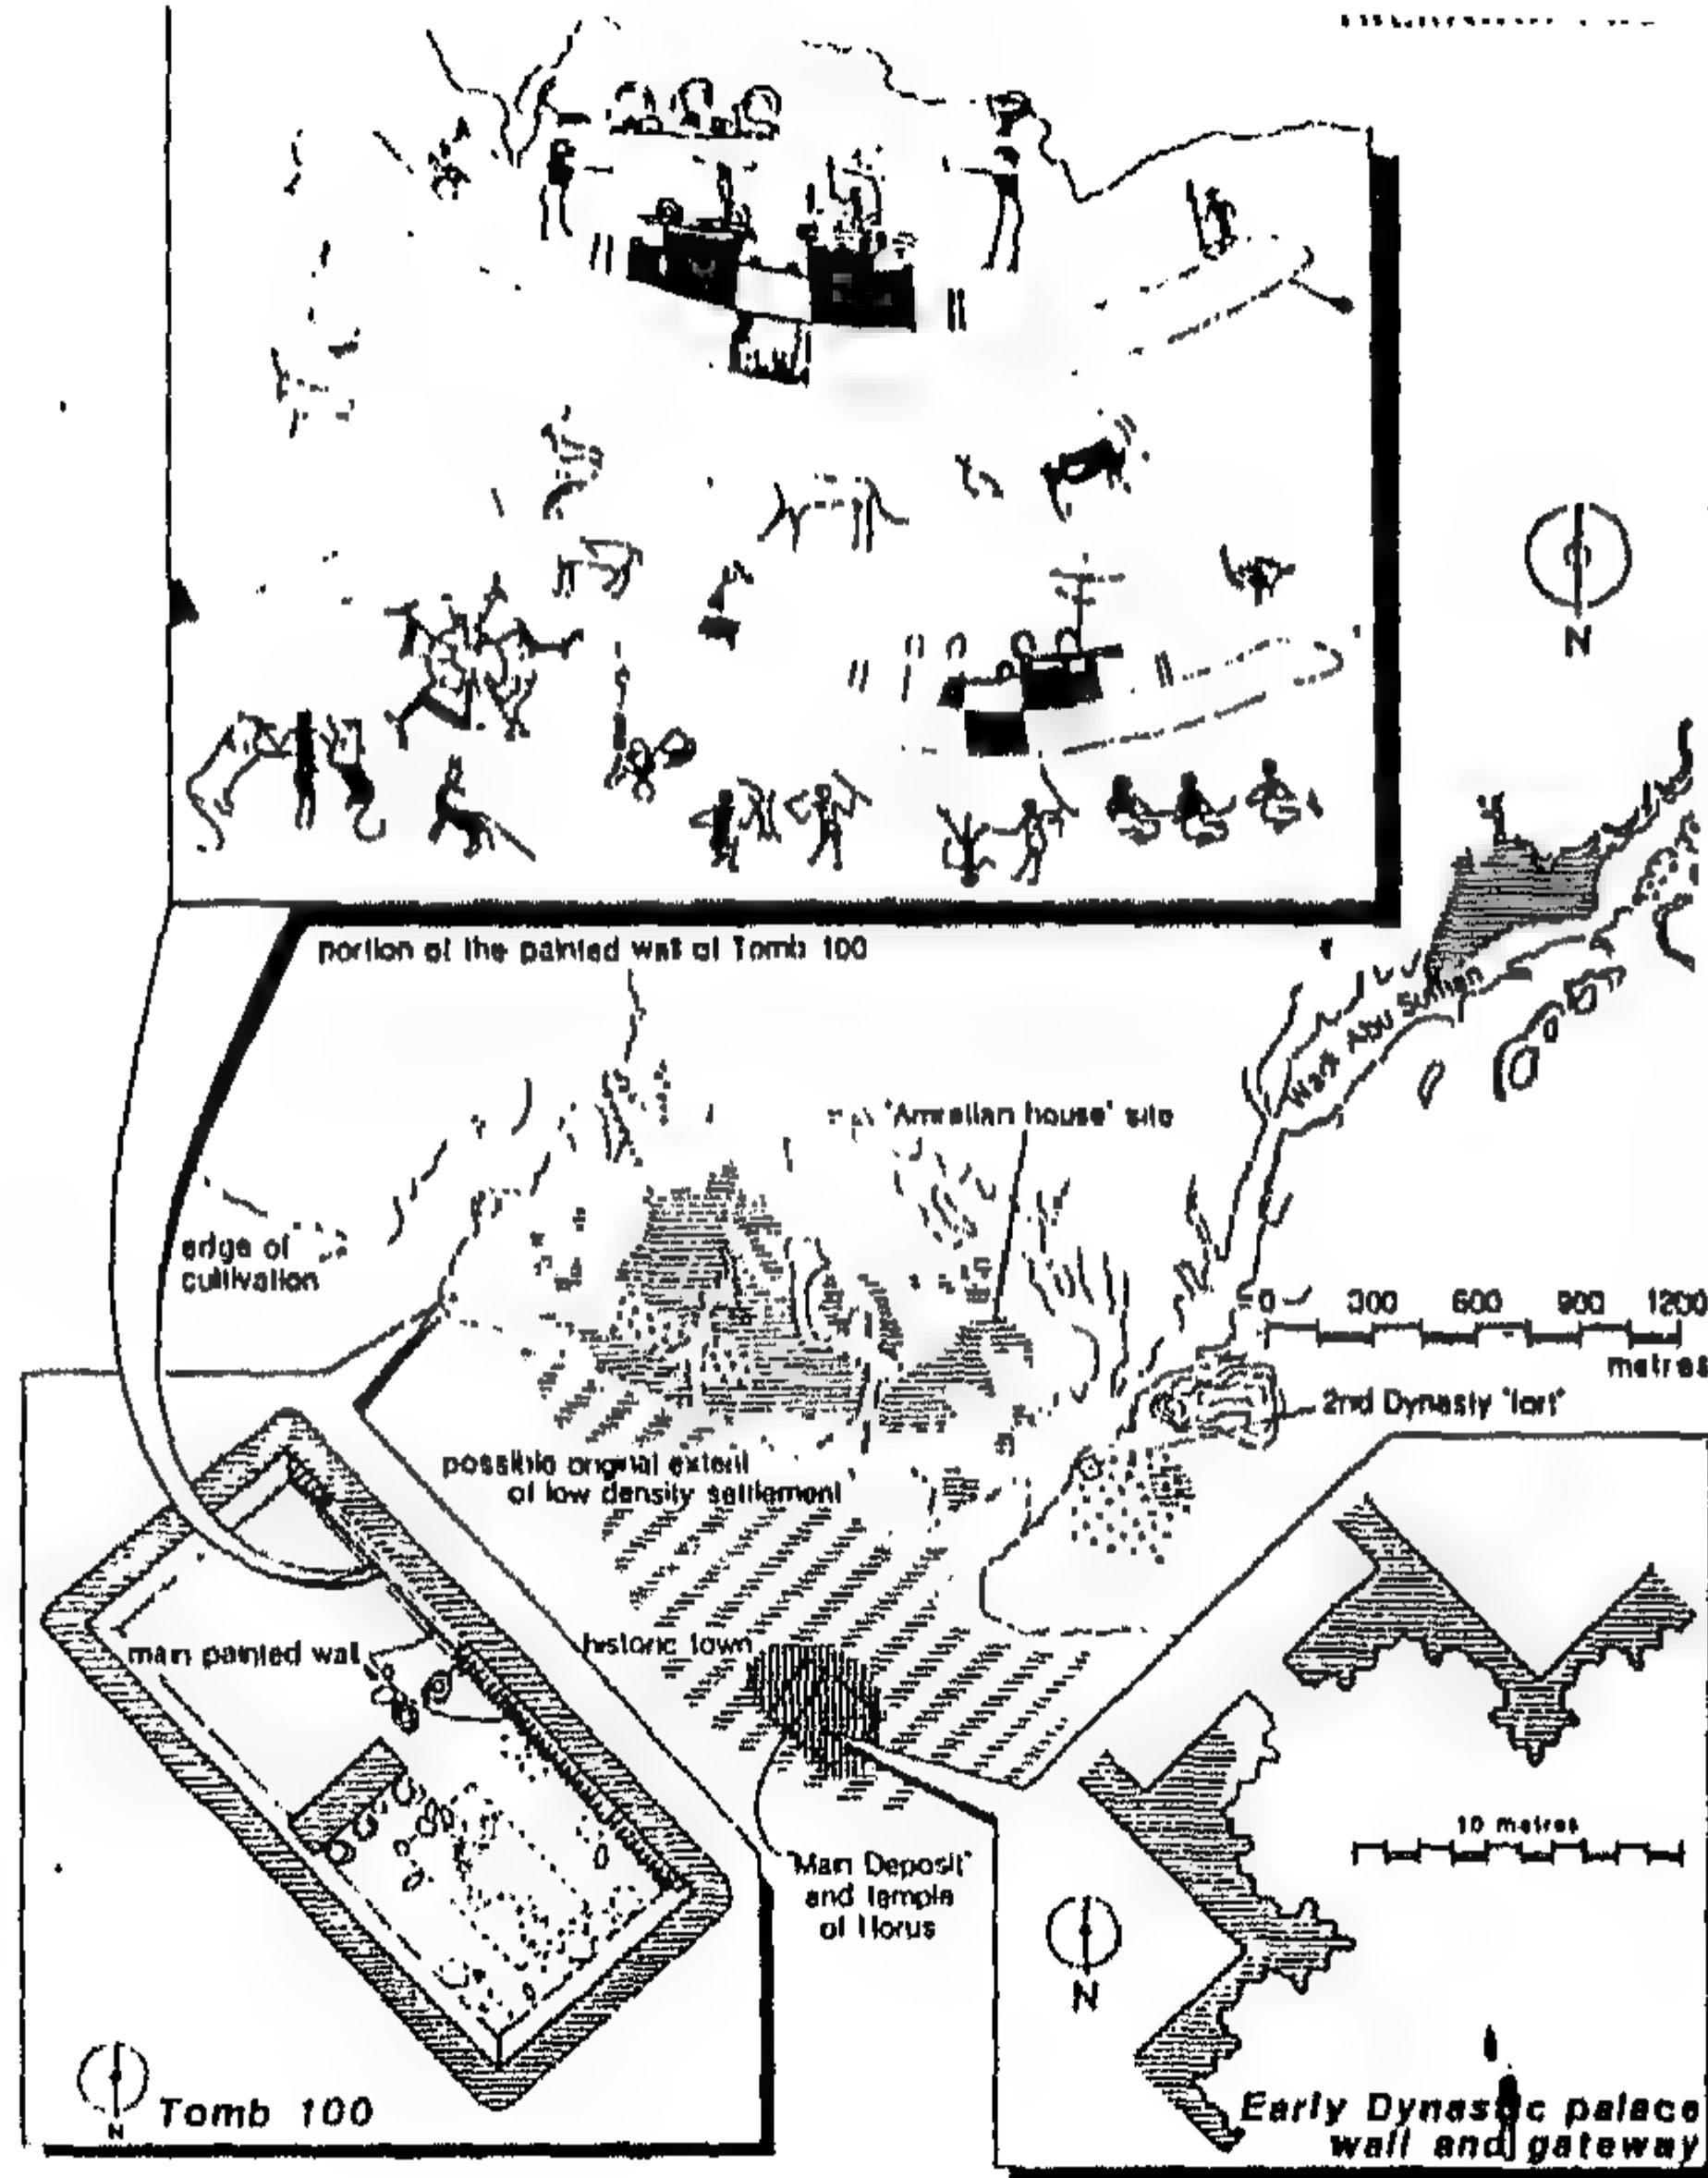 portion of the painted wall of Tomb 100
N
Wadi Abu Suffian
'Amratian house' site
edge of
cultivation
0 300 600 900 1200
metres
2nd Dynasty 'fort'
possible original extent
of low density settlement
historic town
main painted wall
10 metres
'Main Deposit'
and temple
of Horus
N
N
Tomb 100
Early Dynastic palace
wall and gateway